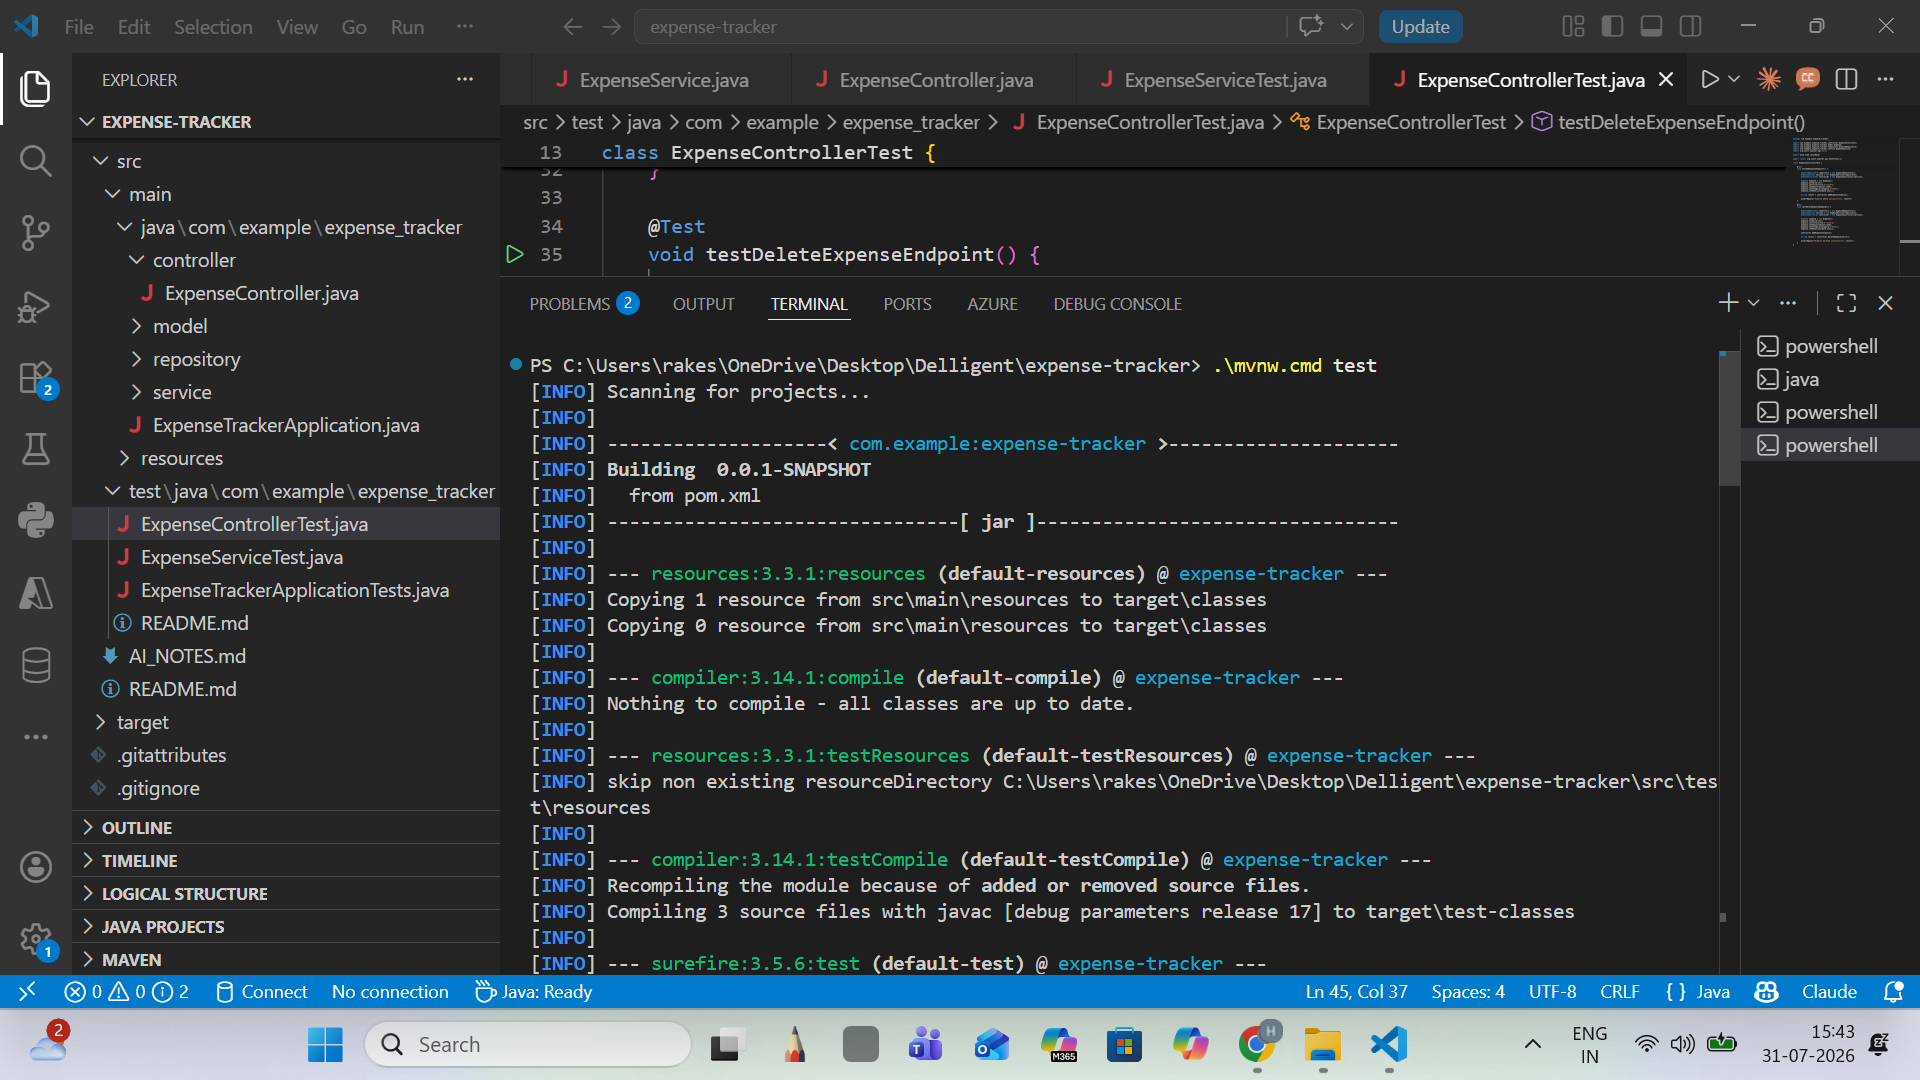 File Edit Selection View Go Run ···
expense-tracker
Update
EXPLORER
EXPENSE-TRACKER
src
main
java\com\example\expense_tracker
controller
ExpenseController.java
model
repository
service
ExpenseTrackerApplication.java
resources
test\java\com\example\expense_tracker
ExpenseControllerTest.java
ExpenseServiceTest.java
ExpenseTrackerApplicationTests.java
README.md
AI_NOTES.md
README.md
target
.gitattributes
.gitignore
OUTLINE
TIMELINE
LOGICAL STRUCTURE
JAVA PROJECTS
MAVEN
2
1
ExpenseService.java ExpenseController.java ExpenseServiceTest.java ExpenseControllerTest.java
CC
src > test > java > com > example > expense_tracker > ExpenseControllerTest.java > ExpenseControllerTest > testDeleteExpenseEndpoint()
13 class ExpenseControllerTest {
32 }
33
34 @Test
35 void testDeleteExpenseEndpoint() {
PROBLEMS 2 OUTPUT TERMINAL PORTS AZURE DEBUG CONSOLE
PS C:\Users\rakes\OneDrive\Desktop\Delligent\expense-tracker> .\mvnw.cmd test
[INFO] Scanning for projects...
[INFO]
[INFO] --------------------< com.example:expense-tracker >---------------------
[INFO] Building  0.0.1-SNAPSHOT
[INFO]   from pom.xml
[INFO] --------------------------------[ jar ]---------------------------------
[INFO]
[INFO] --- resources:3.3.1:resources (default-resources) @ expense-tracker ---
[INFO] Copying 1 resource from src\main\resources to target\classes
[INFO] Copying 0 resource from src\main\resources to target\classes
[INFO]
[INFO] --- compiler:3.14.1:compile (default-compile) @ expense-tracker ---
[INFO] Nothing to compile - all classes are up to date.
[INFO]
[INFO] --- resources:3.3.1:testResources (default-testResources) @ expense-tracker ---
[INFO] skip non existing resourceDirectory C:\Users\rakes\OneDrive\Desktop\Delligent\expense-tracker\src\tes
t\resources
[INFO]
[INFO] --- compiler:3.14.1:testCompile (default-testCompile) @ expense-tracker ---
[INFO] Recompiling the module because of added or removed source files.
[INFO] Compiling 3 source files with javac [debug parameters release 17] to target\test-classes
[INFO]
[INFO] --- surefire:3.5.6:test (default-test) @ expense-tracker ---
powershell
java
powershell
powershell
0 0 2 Connect No connection Java: Ready
Ln 45, Col 37 Spaces: 4 UTF-8 CRLF {} Java Claude
2
Search
T
O
M365
H
ENG
IN
15:43
31-07-2026